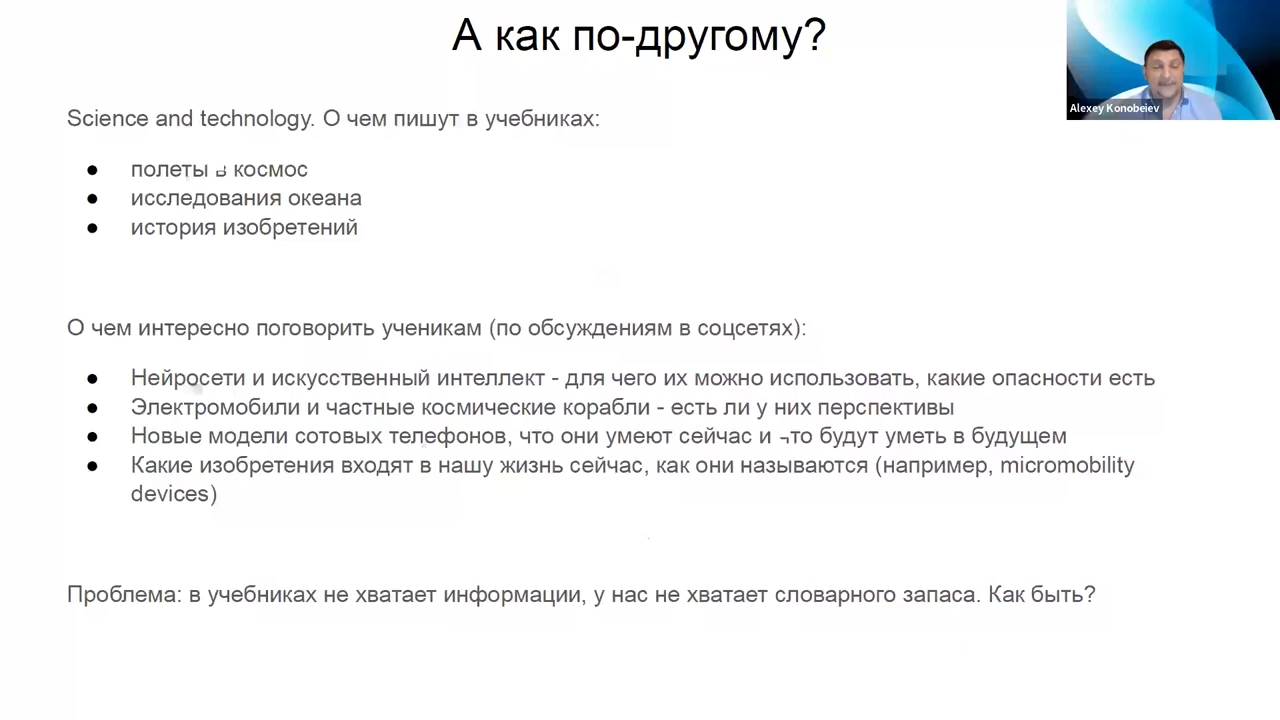 А как по-другому?
Alexey Konobeiev
Science and technology. О чем пишут в учебниках:
● полеты в космос
● исследования океана
● история изобретений
О чем интересно поговорить ученикам (по обсуждениям в соцсетях):
● Нейросети и искусственный интеллект - для чего их можно использовать, какие опасности есть
● Электромобили и частные космические корабли - есть ли у них перспективы
● Новые модели сотовых телефонов, что они умеют сейчас и что будут уметь в будущем
● Какие изобретения входят в нашу жизнь сейчас, как они называются (например, micromobility
devices)
Проблема: в учебниках не хватает информации, у нас не хватает словарного запаса. Как быть?